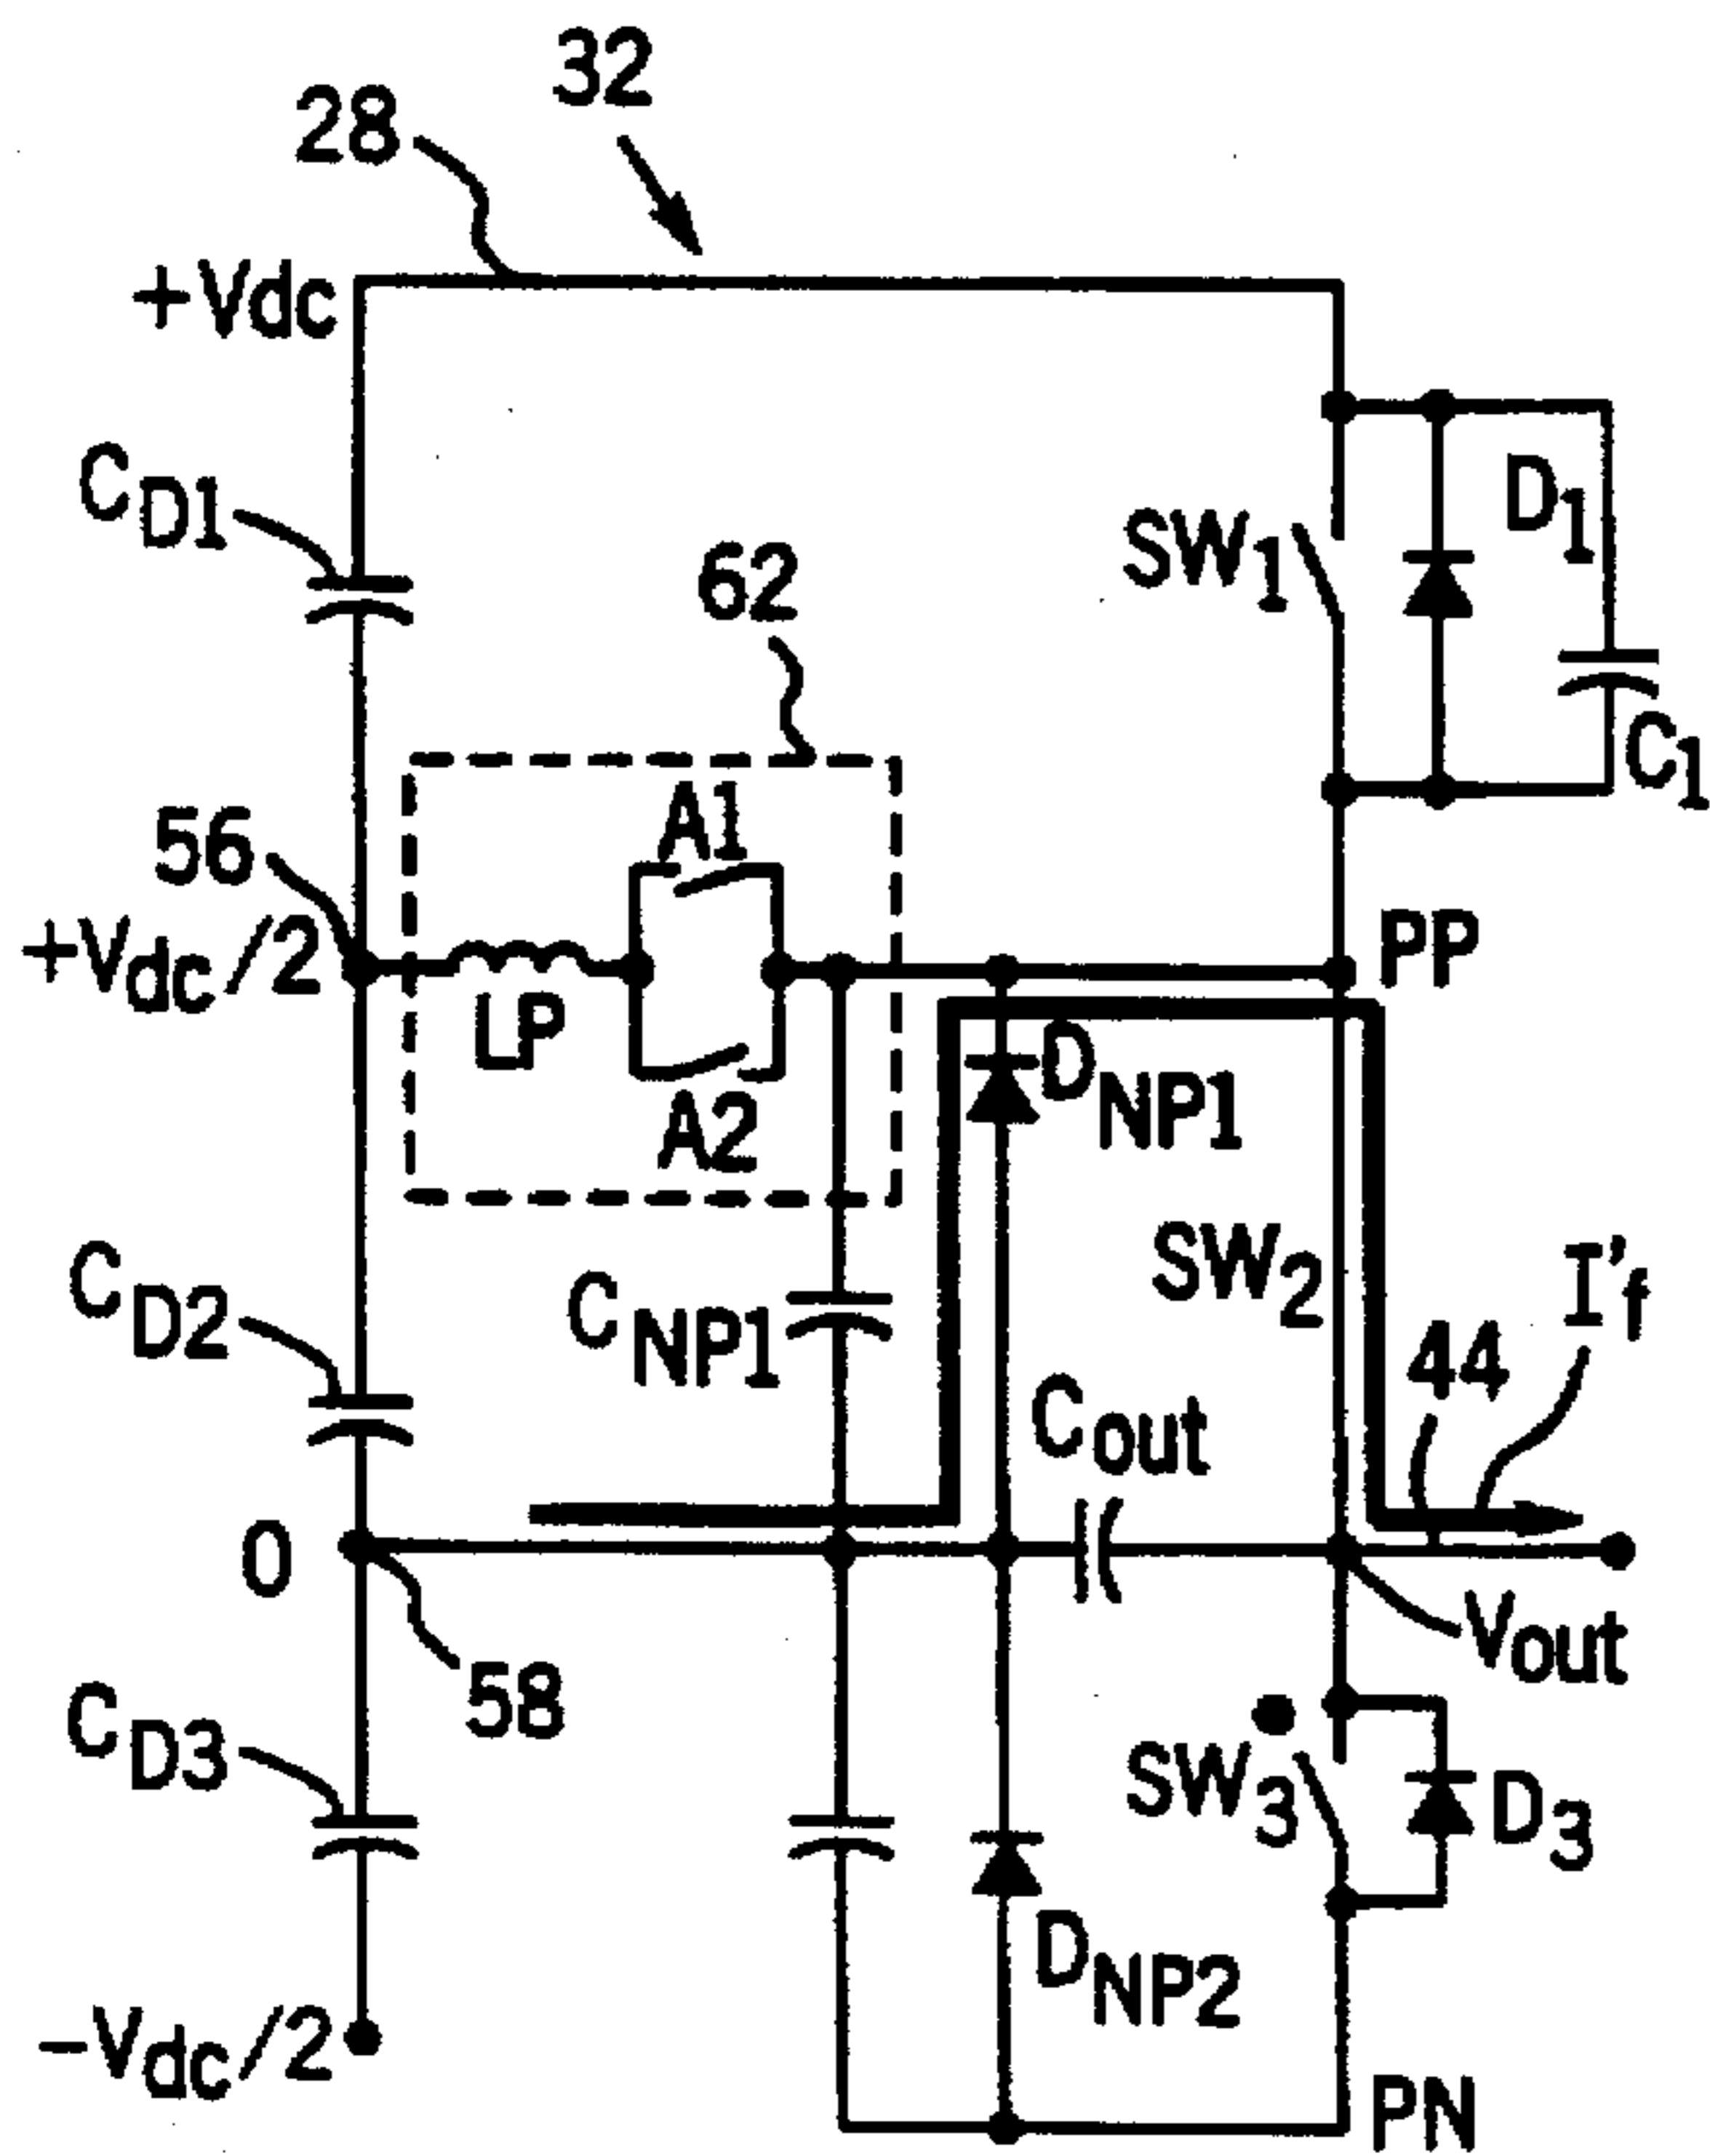 32
28
+Vdc
CD1
SW1
D1
62
C1
A1
56
+Vdc/2
PP
LP
DNP1
A2
SW2
CD2
CNP1
I'f
44
Cout
0
Vout
58
CD3
SW3
D3
DNP2
-Vdc/2
PN